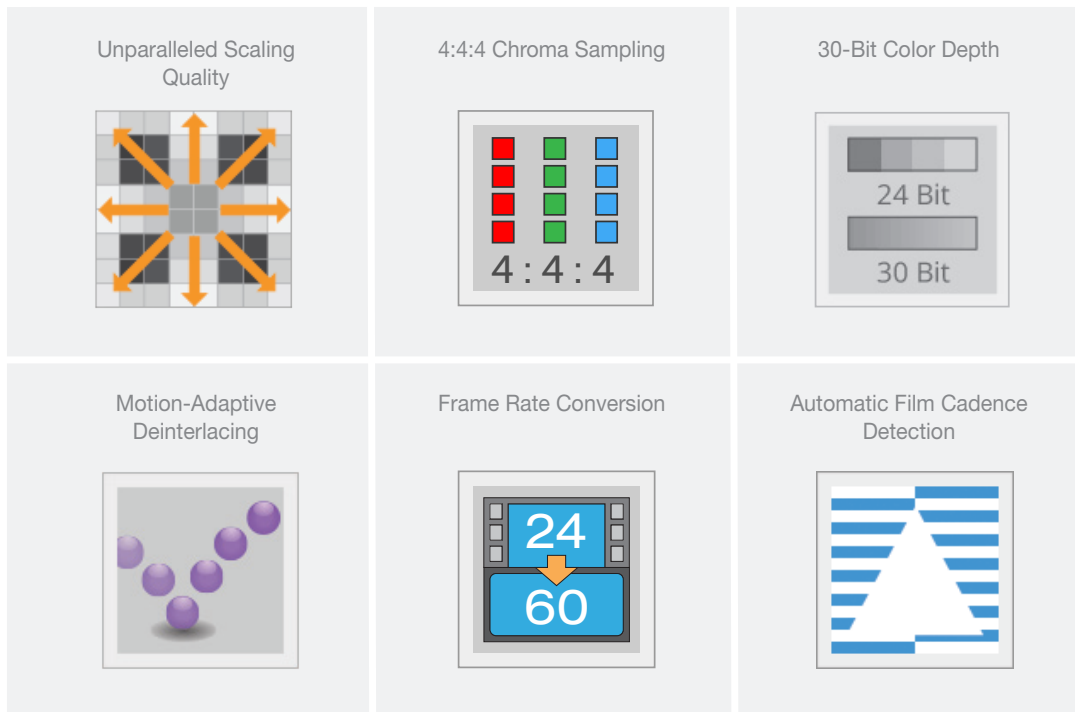 Unparalleled Scaling
Quality
4:4:4 Chroma Sampling
4 : 4 : 4
30-Bit Color Depth
24 Bit
30 Bit
Motion-Adaptive
Deinterlacing
Frame Rate Conversion
24
60
Automatic Film Cadence
Detection